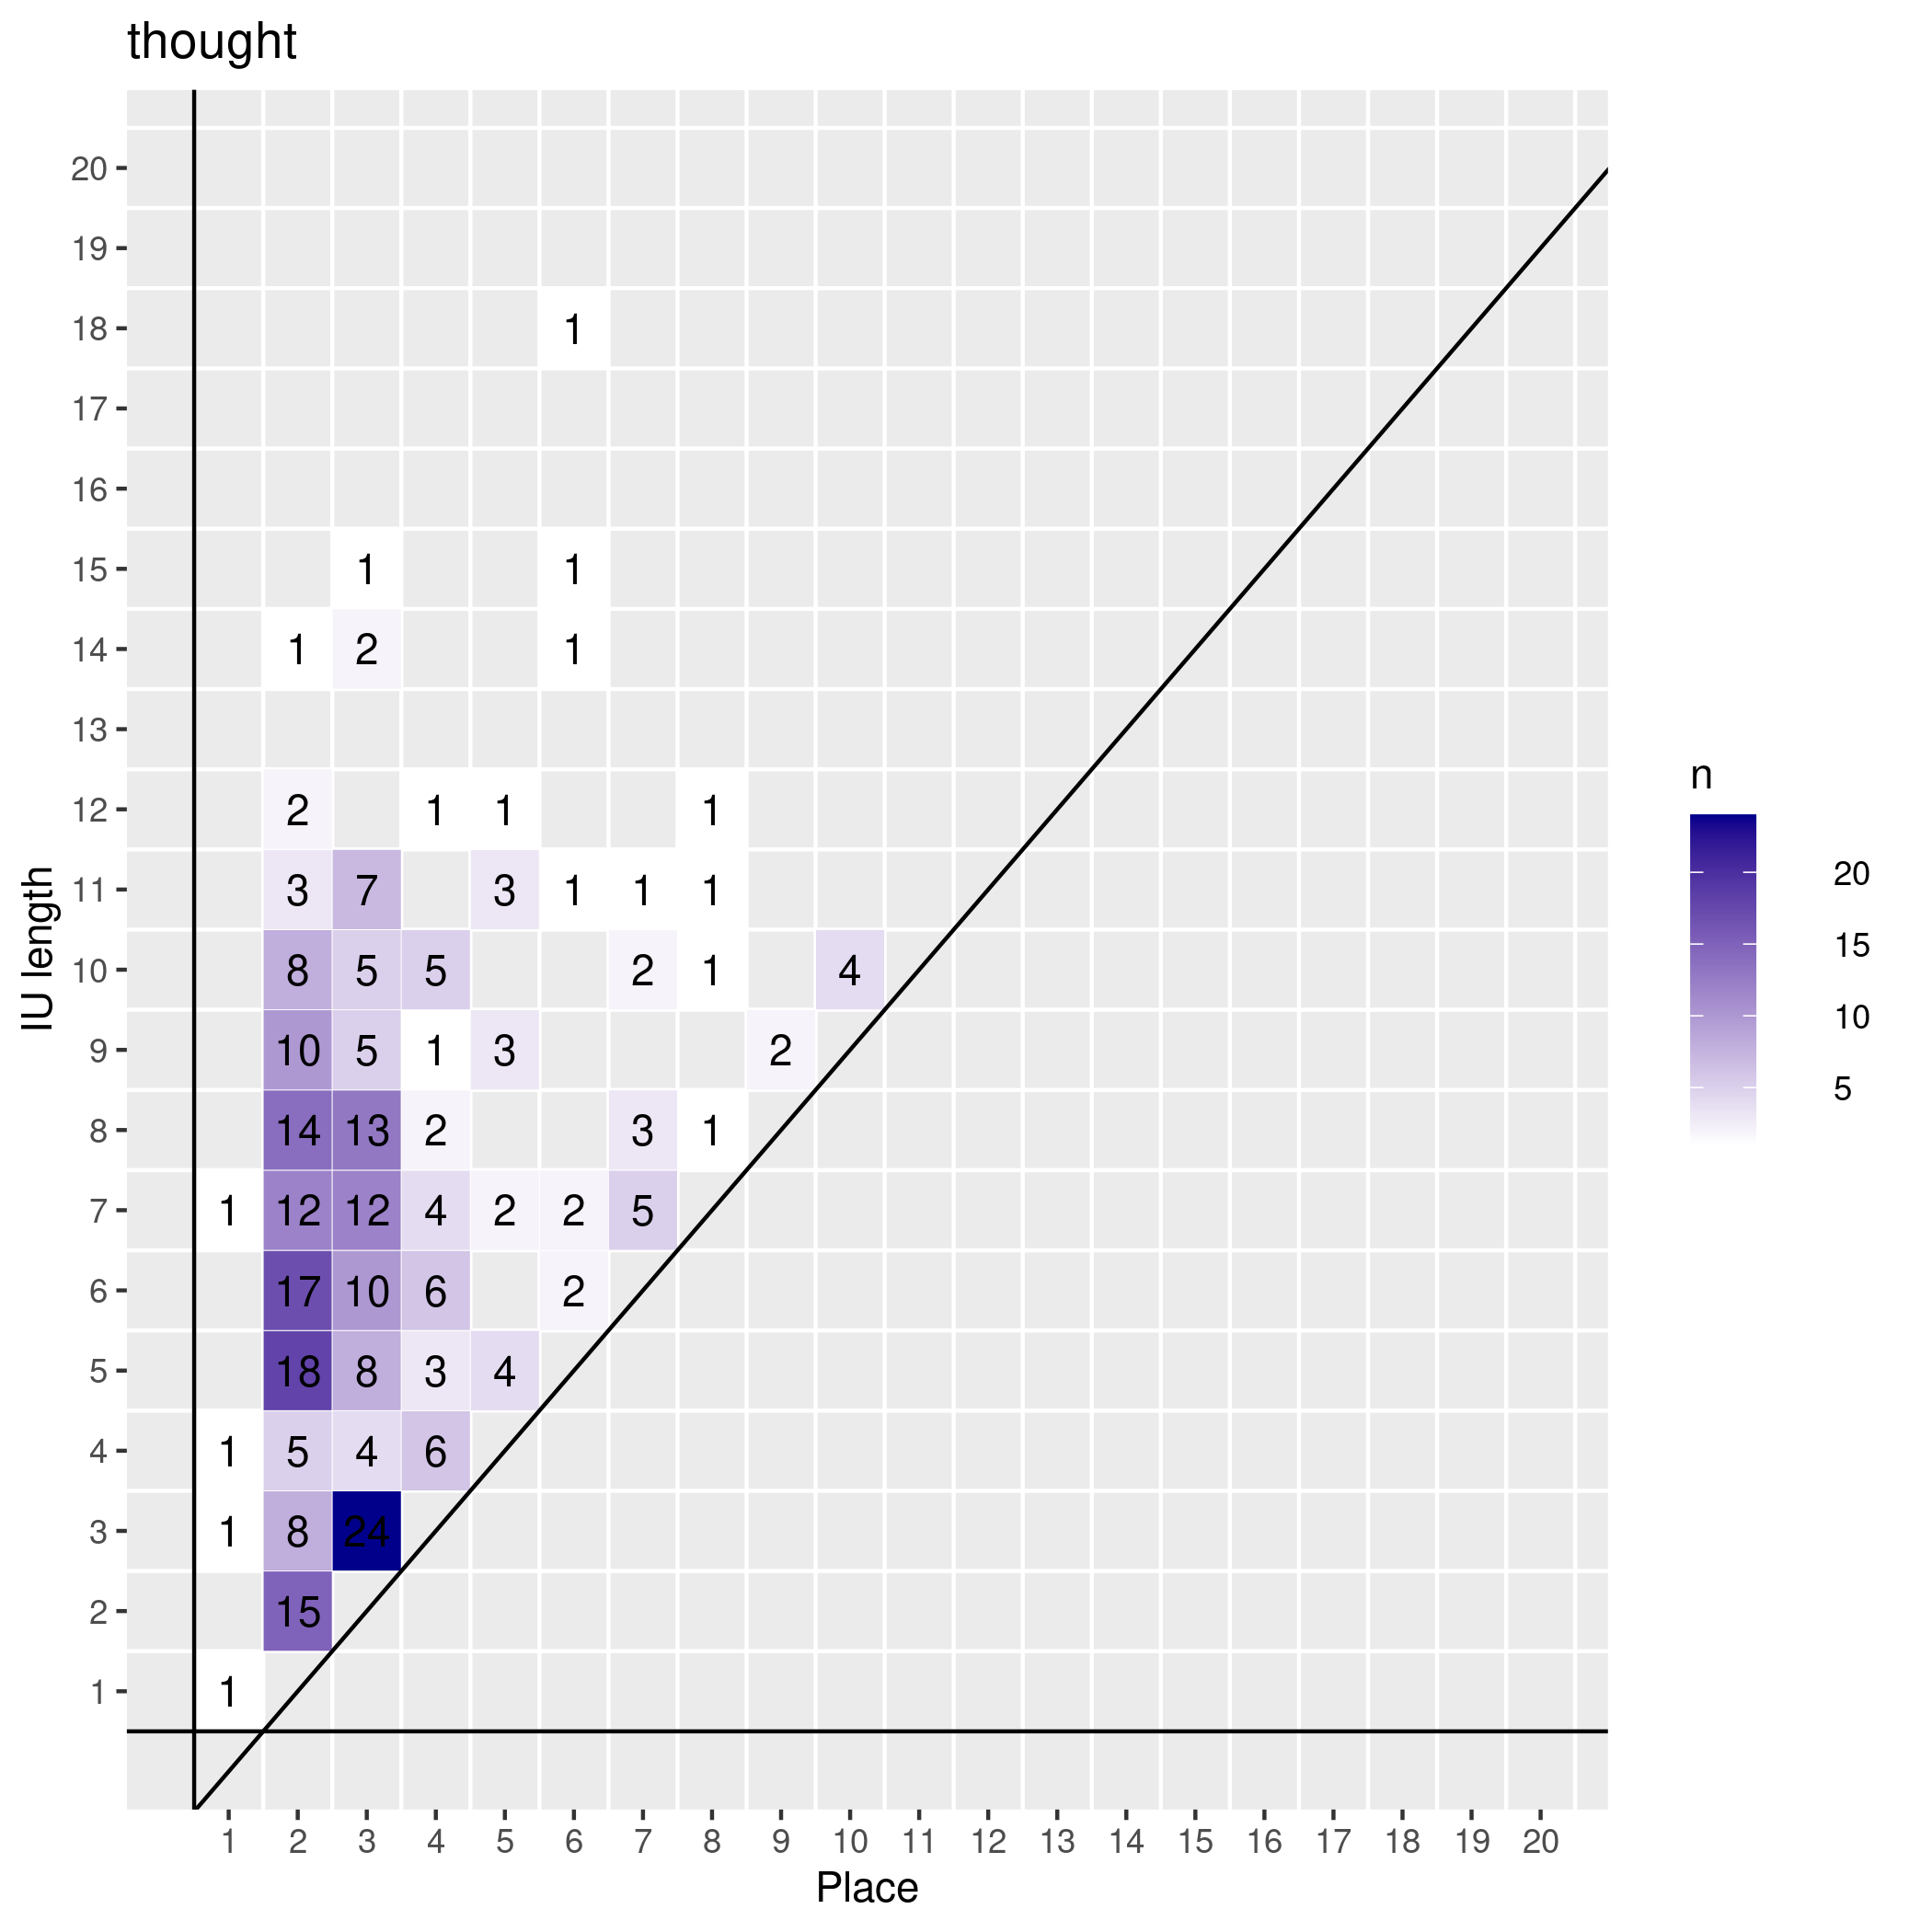 thought
20
19
18 1
17
16
15 1 1
14 1 2 1
13
12 2 1 1 1
11 3 7 3 1 1 1
10 8 5 5 2 1 4
9 10 5 1 3 2
8 14 13 2 3 1
7 1 12 12 4 2 2 5
6 17 10 6 2
5 18 8 3 4
4 1 5 4 6
3 1 8 24
2 15
1 1
1 2 3 4 5 6 7 8 9 10 11 12 13 14 15 16 17 18 19 20
Place
IU length
n
20
15
10
5